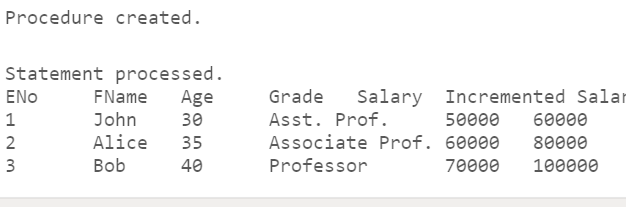 Procedure created.
Statement processed.
ENo FName Age Grade Salary Incremented Salar
1 John 30 Asst. Prof. 50000 60000
2 Alice 35 Associate Prof. 60000 80000
3 Bob 40 Professor 70000 100000